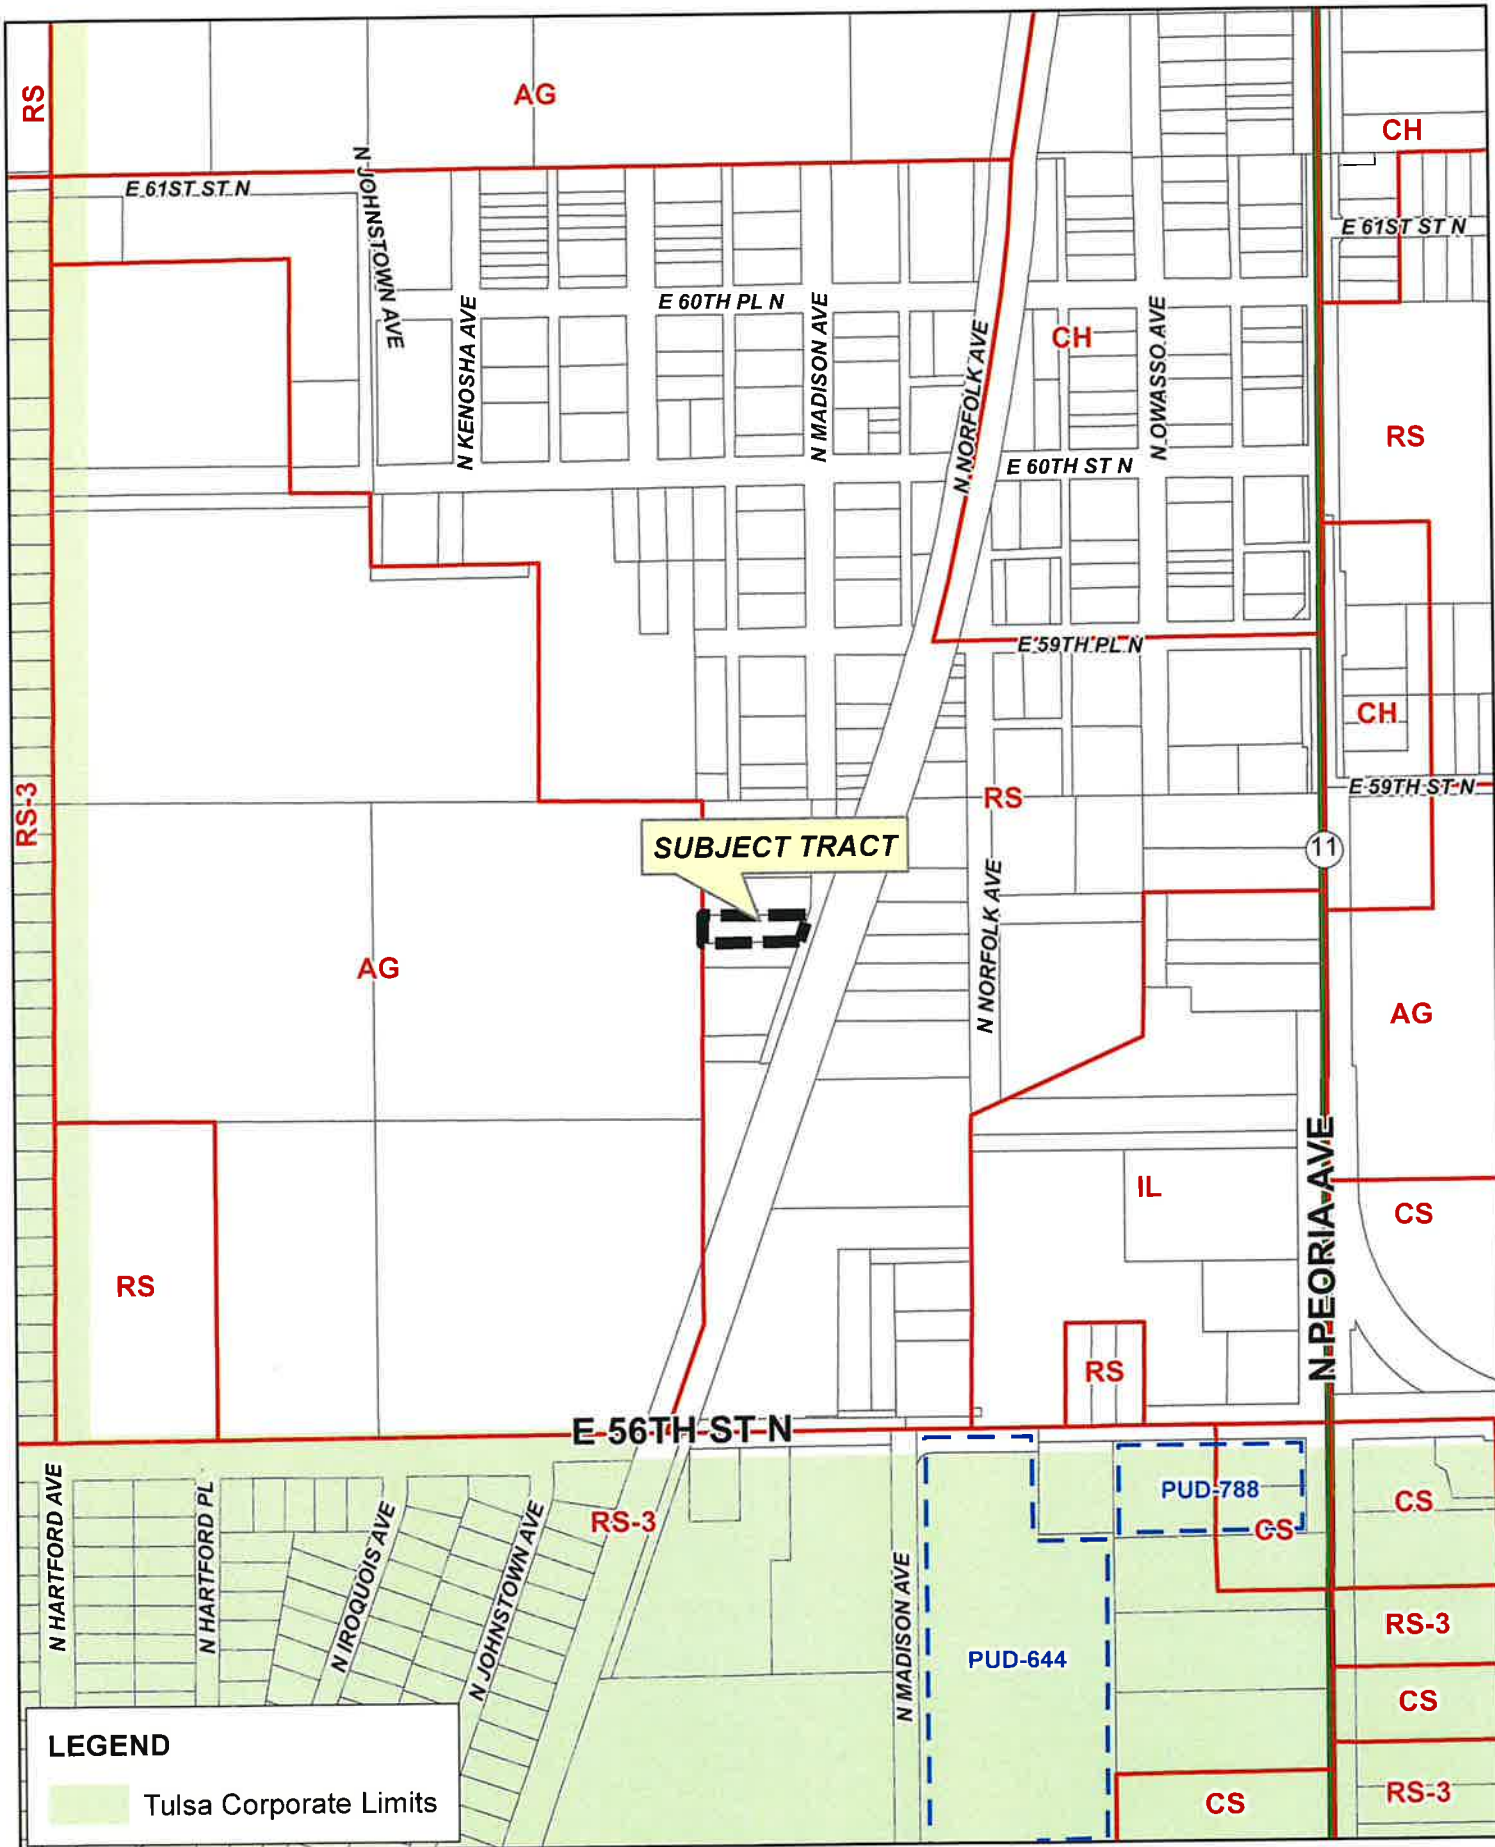 RS
AG
CH
E 61ST ST N
N JOHNSTOWN AVE
E 61ST ST N
E 60TH PL N
N KENOSHA AVE
N MADISON AVE
N NORFOLK AVE
CH
N OWASSO AVE
RS
E 60TH ST N
E 59TH PL N
CH
RS-3
RS
E 59TH ST N
SUBJECT TRACT
11
N NORFOLK AVE
AG
AG
N PEORIA AVE
IL
CS
RS
RS
E 56TH ST N
N HARTFORD AVE
N HARTFORD PL
N IROQUOIS AVE
N JOHNSTOWN AVE
RS-3
N MADISON AVE
PUD-788
CS
CS
RS-3
PUD-644
CS
CS
RS-3
LEGEND
Tulsa Corporate Limits